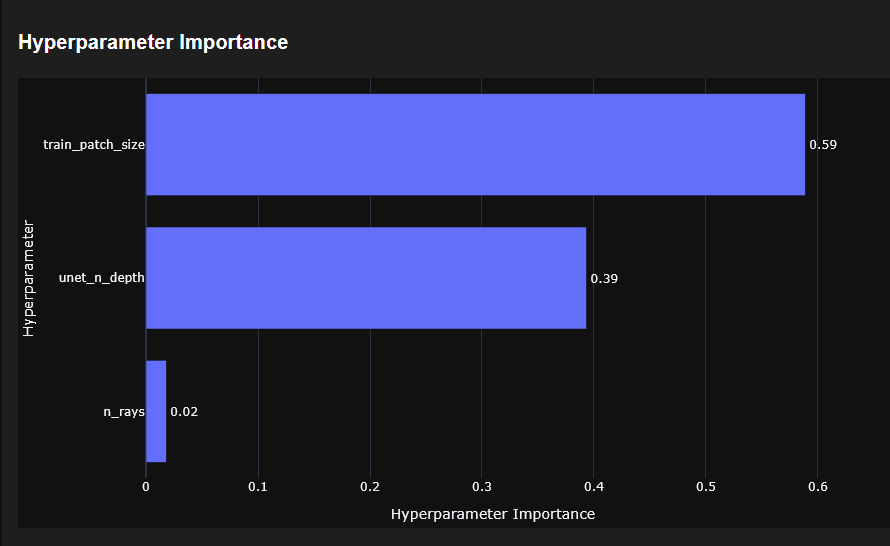 Hyperparameter Importance
train_patch_size
0.59
Hyperparameter
unet_n_depth
0.39
n_rays
0.02
0
0.1
0.2
0.3
0.4
0.5
0.6
Hyperparameter Importance